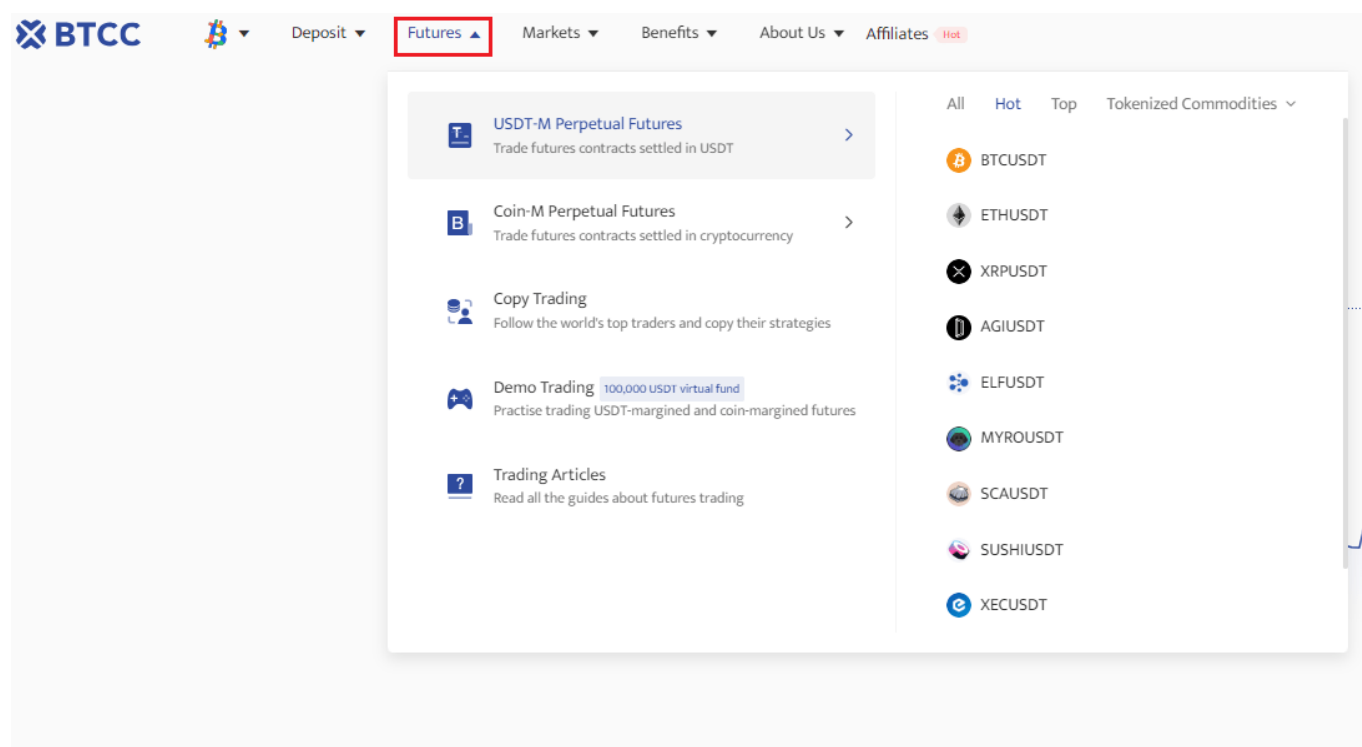 BTCC
Deposit
Futures
Markets
Benefits
About Us
Affiliates
Hot
USDT-M Perpetual Futures
Trade futures contracts settled in USDT
Coin-M Perpetual Futures
Trade futures contracts settled in cryptocurrency
Copy Trading
Follow the world's top traders and copy their strategies
Demo Trading 100,000 USDT virtual fund
Practise trading USDT-margined and coin-margined futures
Trading Articles
Read all the guides about futures trading
All Hot Top Tokenized Commodities
BTCUSDT
ETHUSDT
XRPUSDT
AGIUSDT
ELFUSDT
MYROUSDT
SCAUSDT
SUSHIUSDT
XECUSDT